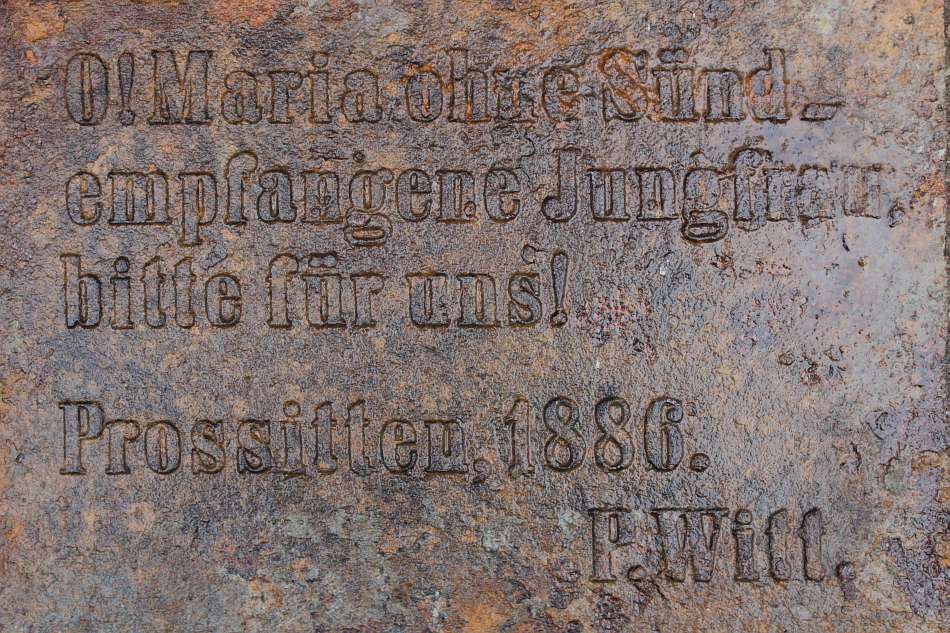 O! Maria ohne Sünd-
empfangene Jungfrau,
bitte für uns!
Prossitten, 1886.
P. Witt.